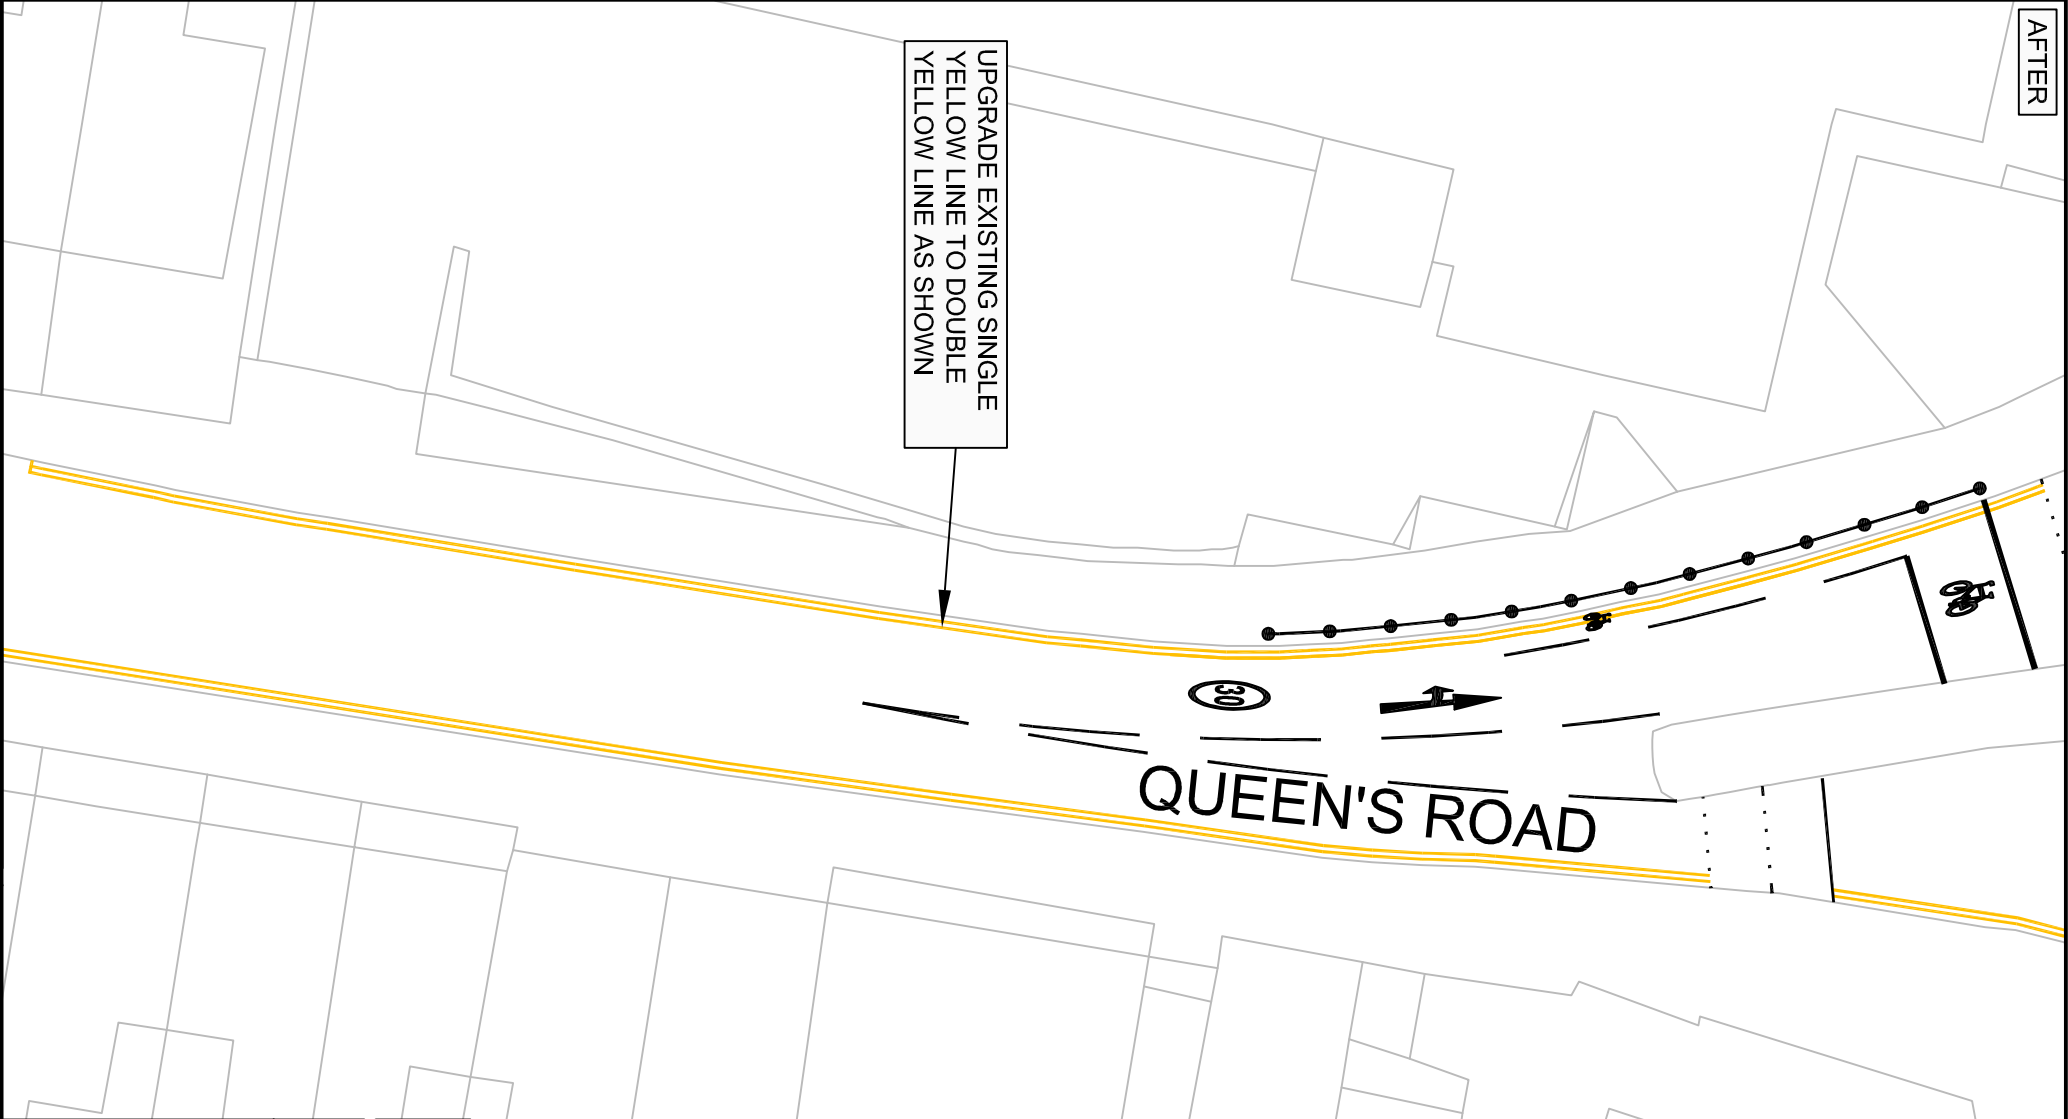 AFTER
UPGRADE EXISTING SINGLE
YELLOW LINE TO DOUBLE
YELLOW LINE AS SHOWN
30
QUEEN'S ROAD